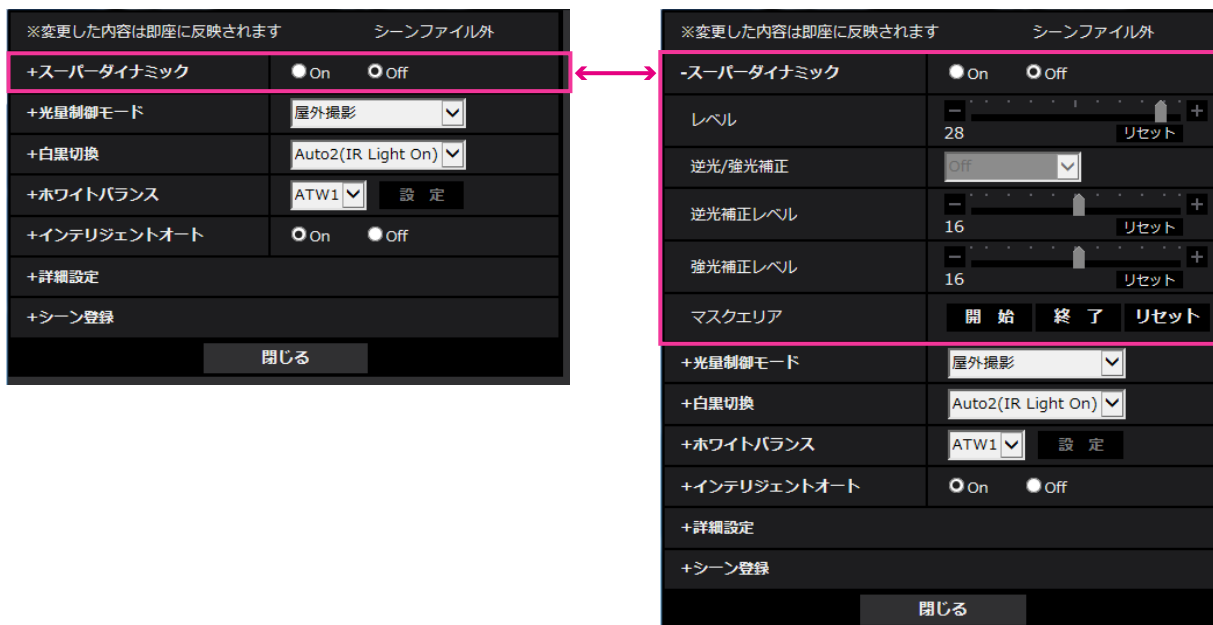 ※変更した内容は即座に反映されます シーンファイル外
+スーパーダイナミック On Off
+光量制御モード 屋外撮影
+白黒切換 Auto2(IR Light On)
+ホワイトバランス ATW1 設 定
+インテリジェントオート On Off
+詳細設定
+シーン登録
閉じる
※変更した内容は即座に反映されます シーンファイル外
-スーパーダイナミック On Off
レベル - +
28 リセット
逆光/強光補正 Off
逆光補正レベル - +
16 リセット
強光補正レベル - +
16 リセット
マスクエリア 開 始 終 了 リセット
+光量制御モード 屋外撮影
+白黒切換 Auto2(IR Light On)
+ホワイトバランス ATW1 設 定
+インテリジェントオート On Off
+詳細設定
+シーン登録
閉じる